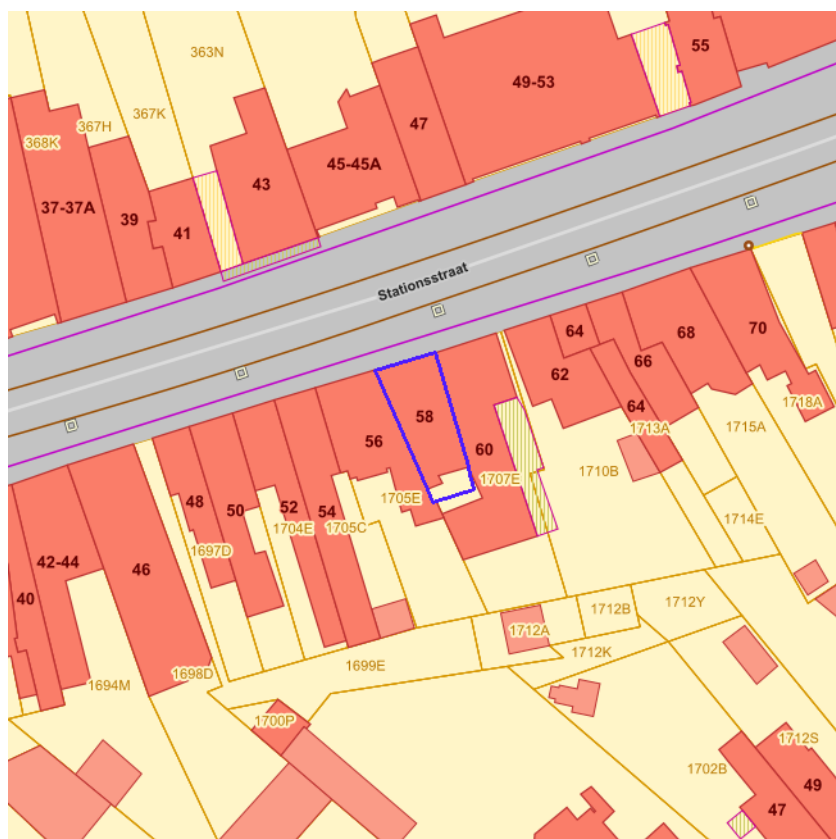 363N
55
49-53
367K
367H
368K
47
45-45A
43
37-37A
39
41
Stationsstraat
64
68
70
66
62
58
64
1718A
56
60
1713A
1715A
1710B
1707E
1705E
48
50
52
54
1705C
1704E
1697D
1714E
42-44
46
40
1712Y
1712B
1712A
1712K
1699E
1698D
1694M
1700P
1712S
1702B
49
47